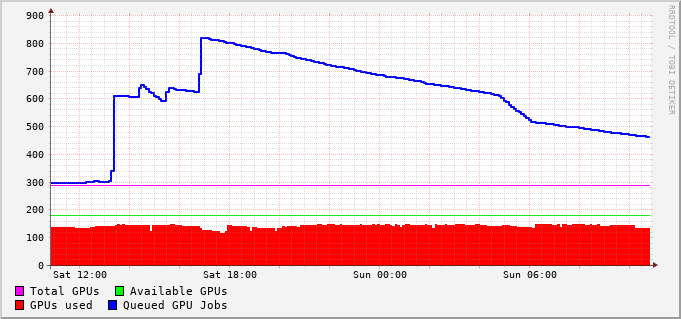 900
800
700
600
500
400
300
200
100
0
Sat 12:00 Sat 18:00 Sun 00:00 Sun 06:00
Total GPUs Available GPUs
GPUs used Queued GPU Jobs
RRDTOOL / TOBI OETIKER